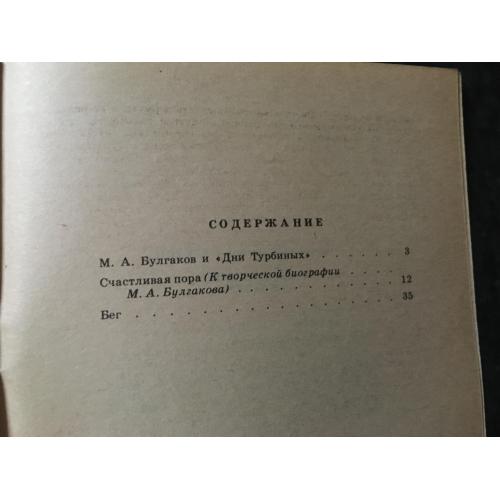 СОДЕРЖАНИЕ
М. А. Булгаков и «Дни Турбиных» . . . . . . 3
Счастливая пора (К творческой биографии . . . .
М. А. Булгакова) . . . . . . . . . . . 12
Бег . . . . . . . . . . . . . . . . . 35